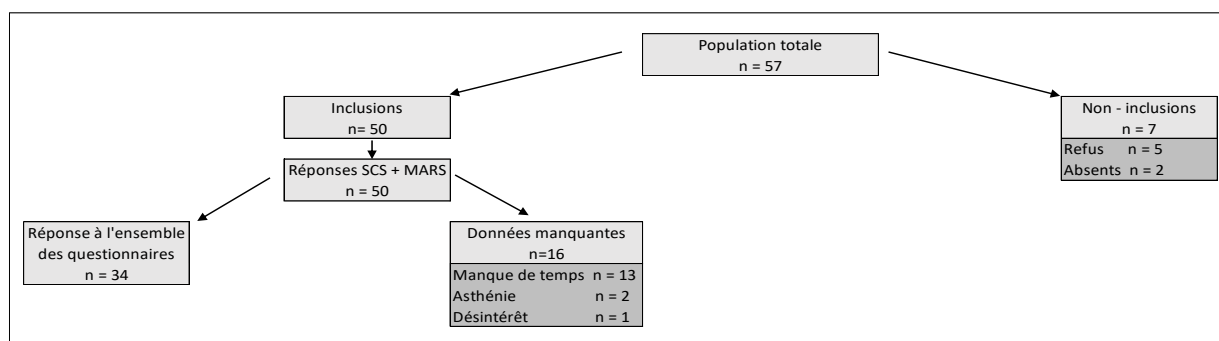 Population totale
n = 57
Inclusions
n= 50
Non - inclusions
n = 7
Refus n = 5
Absents n = 2
Réponses SCS + MARS
n = 50
Réponse à l'ensemble
des questionnaires
n = 34
Données manquantes
n=16
Manque de temps n = 13
Asthénie n = 2
Désintérêt n = 1